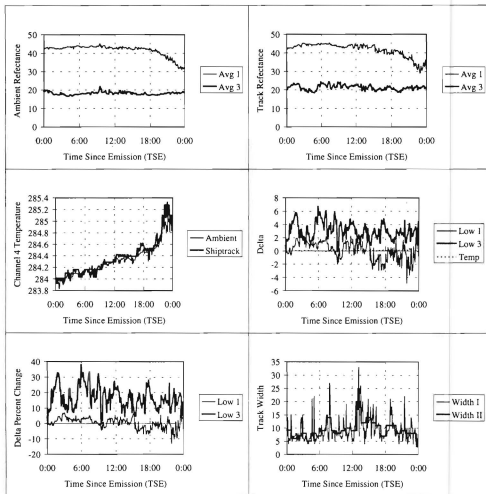 Ambient Refectance
50
40
30
20
10
0
0:00 6:00 12:00 18:00 0:00
Time Since Emission (TSE)
Avg 1
Avg 3
Track Refectance
50
40
30
20
10
0
0:00 6:00 12:00 18:00 0:00
Time Since Emission (TSE)
Avg 1
Avg 3
Channel 4 Temperature
285.4
285.2
285
284.8
284.6
284.4
284.2
284
283.8
0:00 6:00 12:00 18:00 0:00
Time Since Emission (TSE)
Ambient
Shiptrack
Delta
8
6
4
2
0
-2
-4
-6
0:00 6:00 12:00 18:00 0:00
Time Since Emission (TSE)
Low 1
Low 3
Temp
Delta Percent Change
40
30
20
10
0
-10
-20
0:00 6:00 12:00 18:00 0:00
Time Since Emission (TSE)
Low 1
Low 3
Track Width
35
30
25
20
15
10
5
0
0:00 6:00 12:00 18:00 0:00
Time Since Emission (TSE)
Width I
Width II